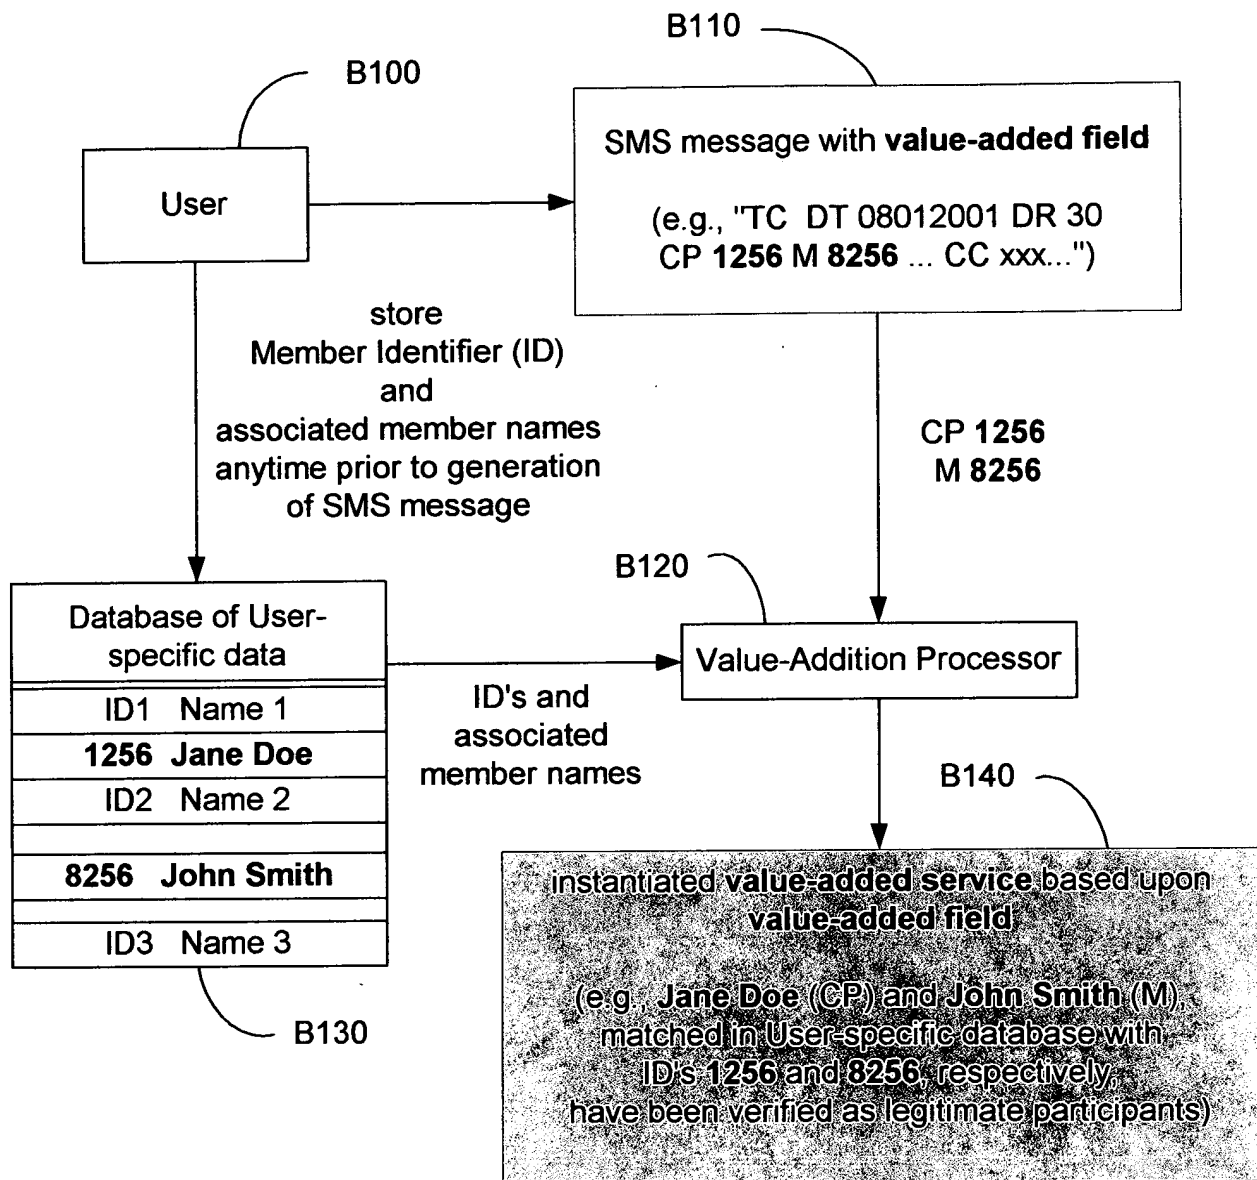 B110
B100
SMS message with value-added field
User
(e.g., "TC DT 08012001 DR 30
CP 1256 M 8256 ... CC xxx...")
store
Member Identifier (ID)
and
associated member names
anytime prior to generation
of SMS message
CP 1256
M 8256
B120
Database of User-
specific data
Value-Addition Processor
ID1 Name 1
1256 Jane Doe
ID2 Name 2
8256 John Smith
ID3 Name 3
ID's and
associated
member names
B140
B130
instantiated value-added service based upon
value-added field
(e.g., Jane Doe (CP) and John Smith (M),
matched in User-specific database with
ID's 1256 and 8256, respectively,
have been verified as legitimate participants)